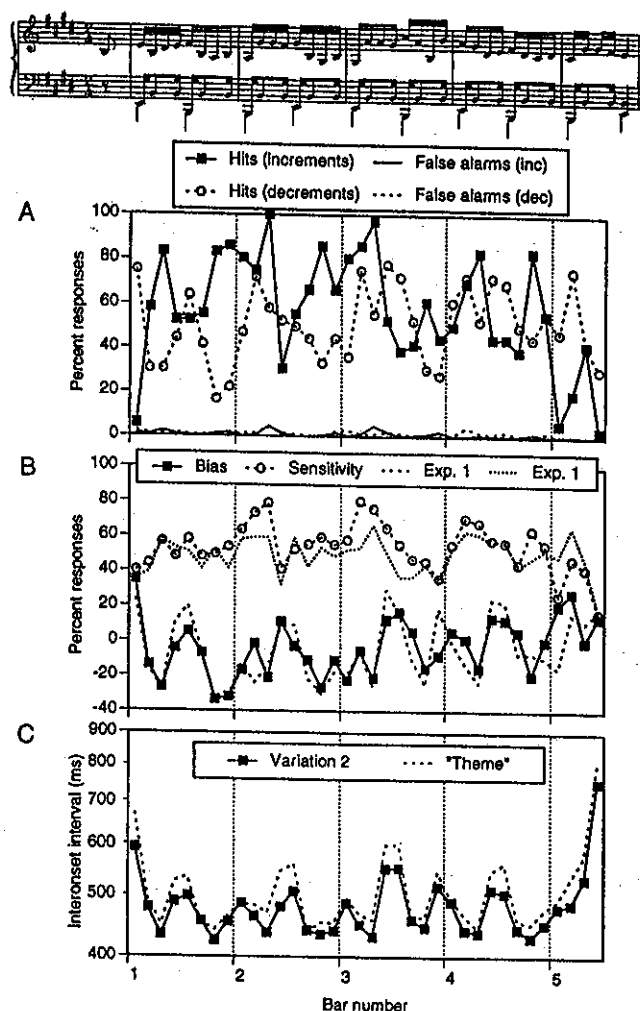 Hits (increments) False alarms (inc)
Hits (decrements) False alarms (dec)
A
100
80
60
40
20
0
Percent responses
B
100
80
60
40
20
0
-20
-40
Percent responses
Bias Sensitivity Exp. 1 Exp. 1
C
900
800
700
600
500
400
Interonset interval (ms)
Variation 2 "Theme"
1 2 3 4 5
Bar number